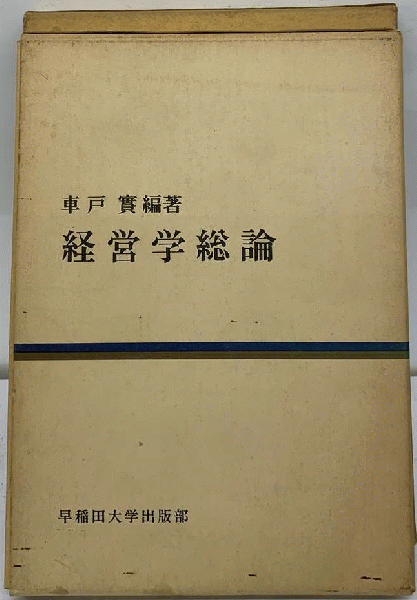 車戸 實編著
経営学総論
早稲田大学出版部